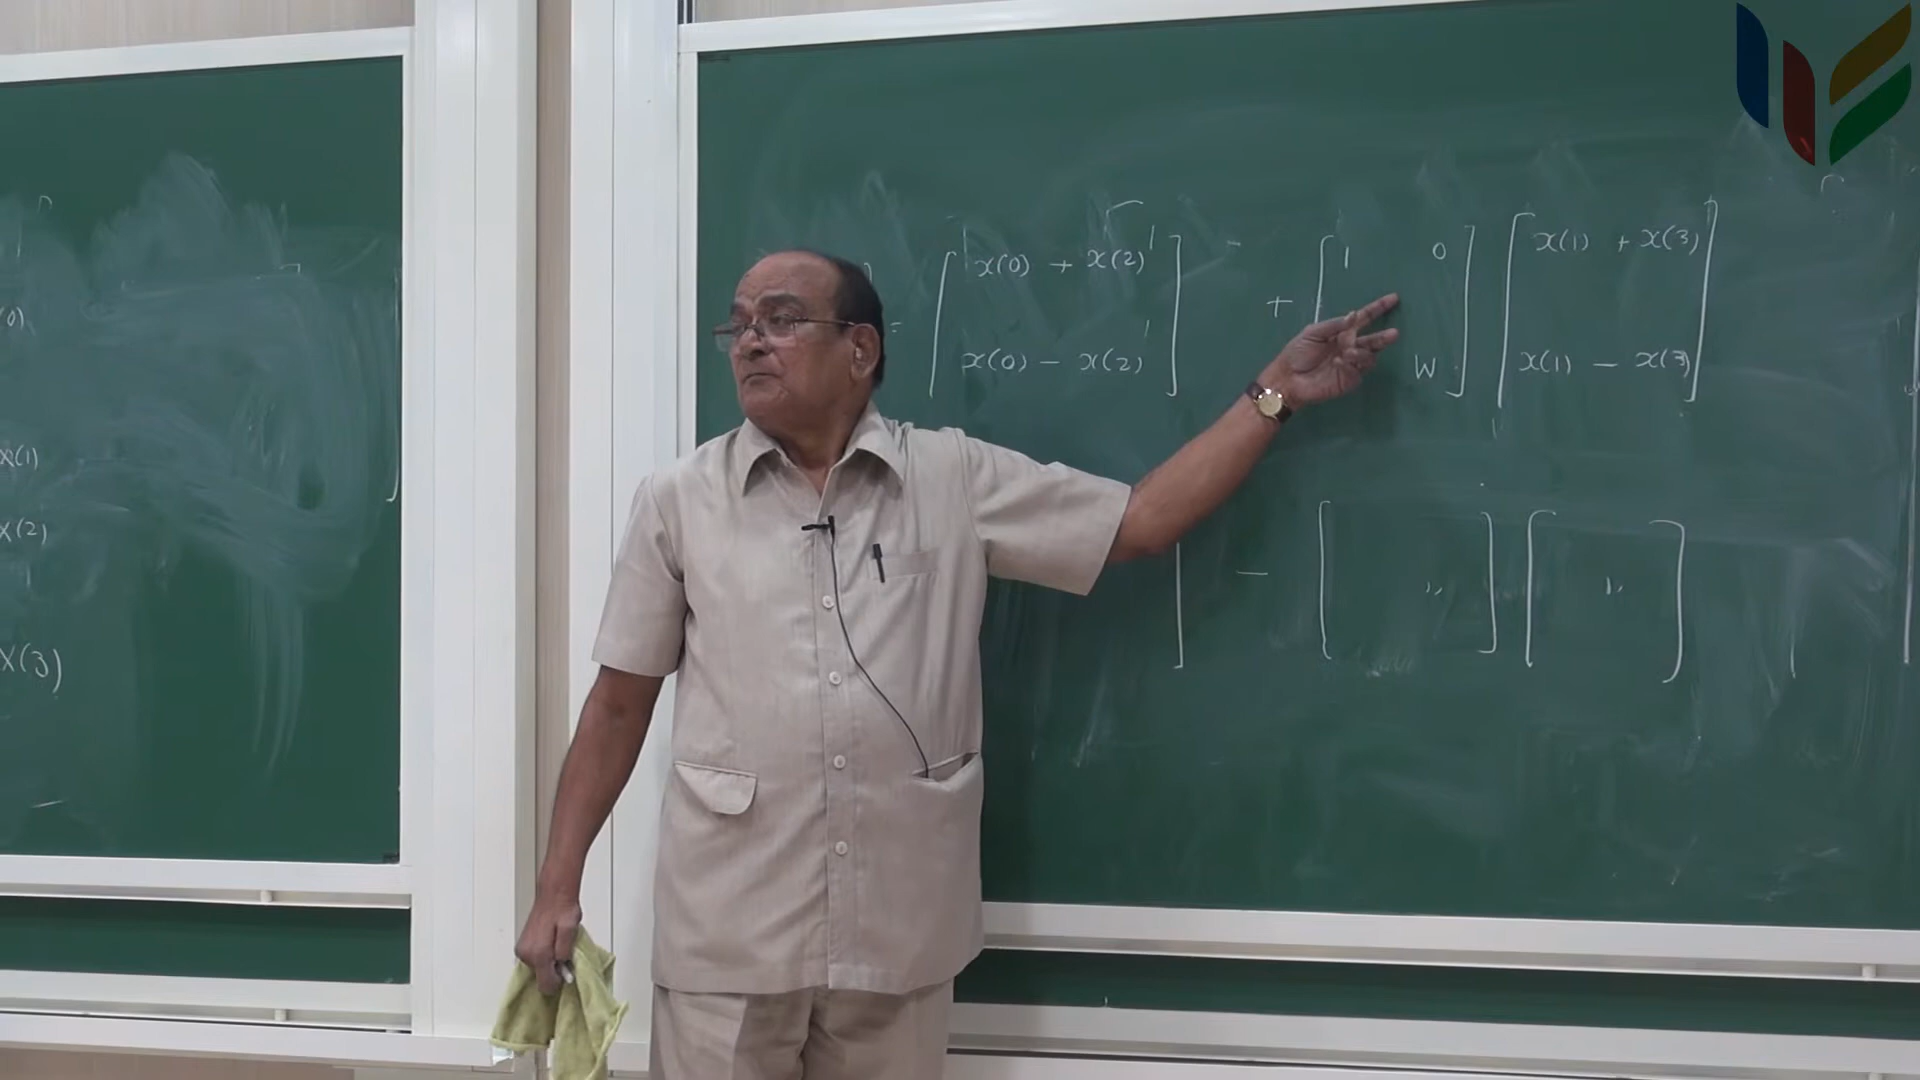 (0)
X(1)
X(2)
X(3)
= [ x(0) + x(2) ] + [ 1 0 ] [ x(1) + x(3) ]
[ x(0) - x(2) ] [ W ] [ x(1) - x(3) ]
] - [ ,, ] [ ,, ]